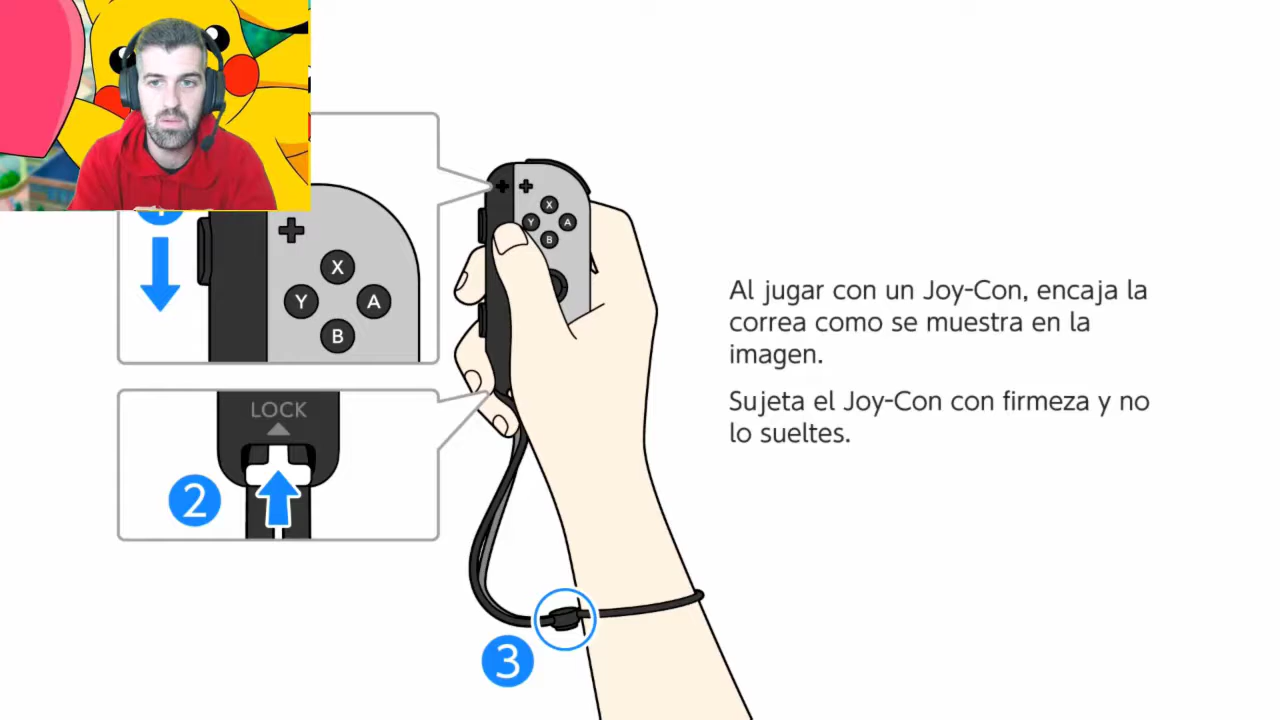 X
Y A
B
X
Y A
B
LOCK
2
3
Al jugar con un Joy-Con, encaja la
correa como se muestra en la
imagen.
Sujeta el Joy-Con con firmeza y no
lo sueltes.